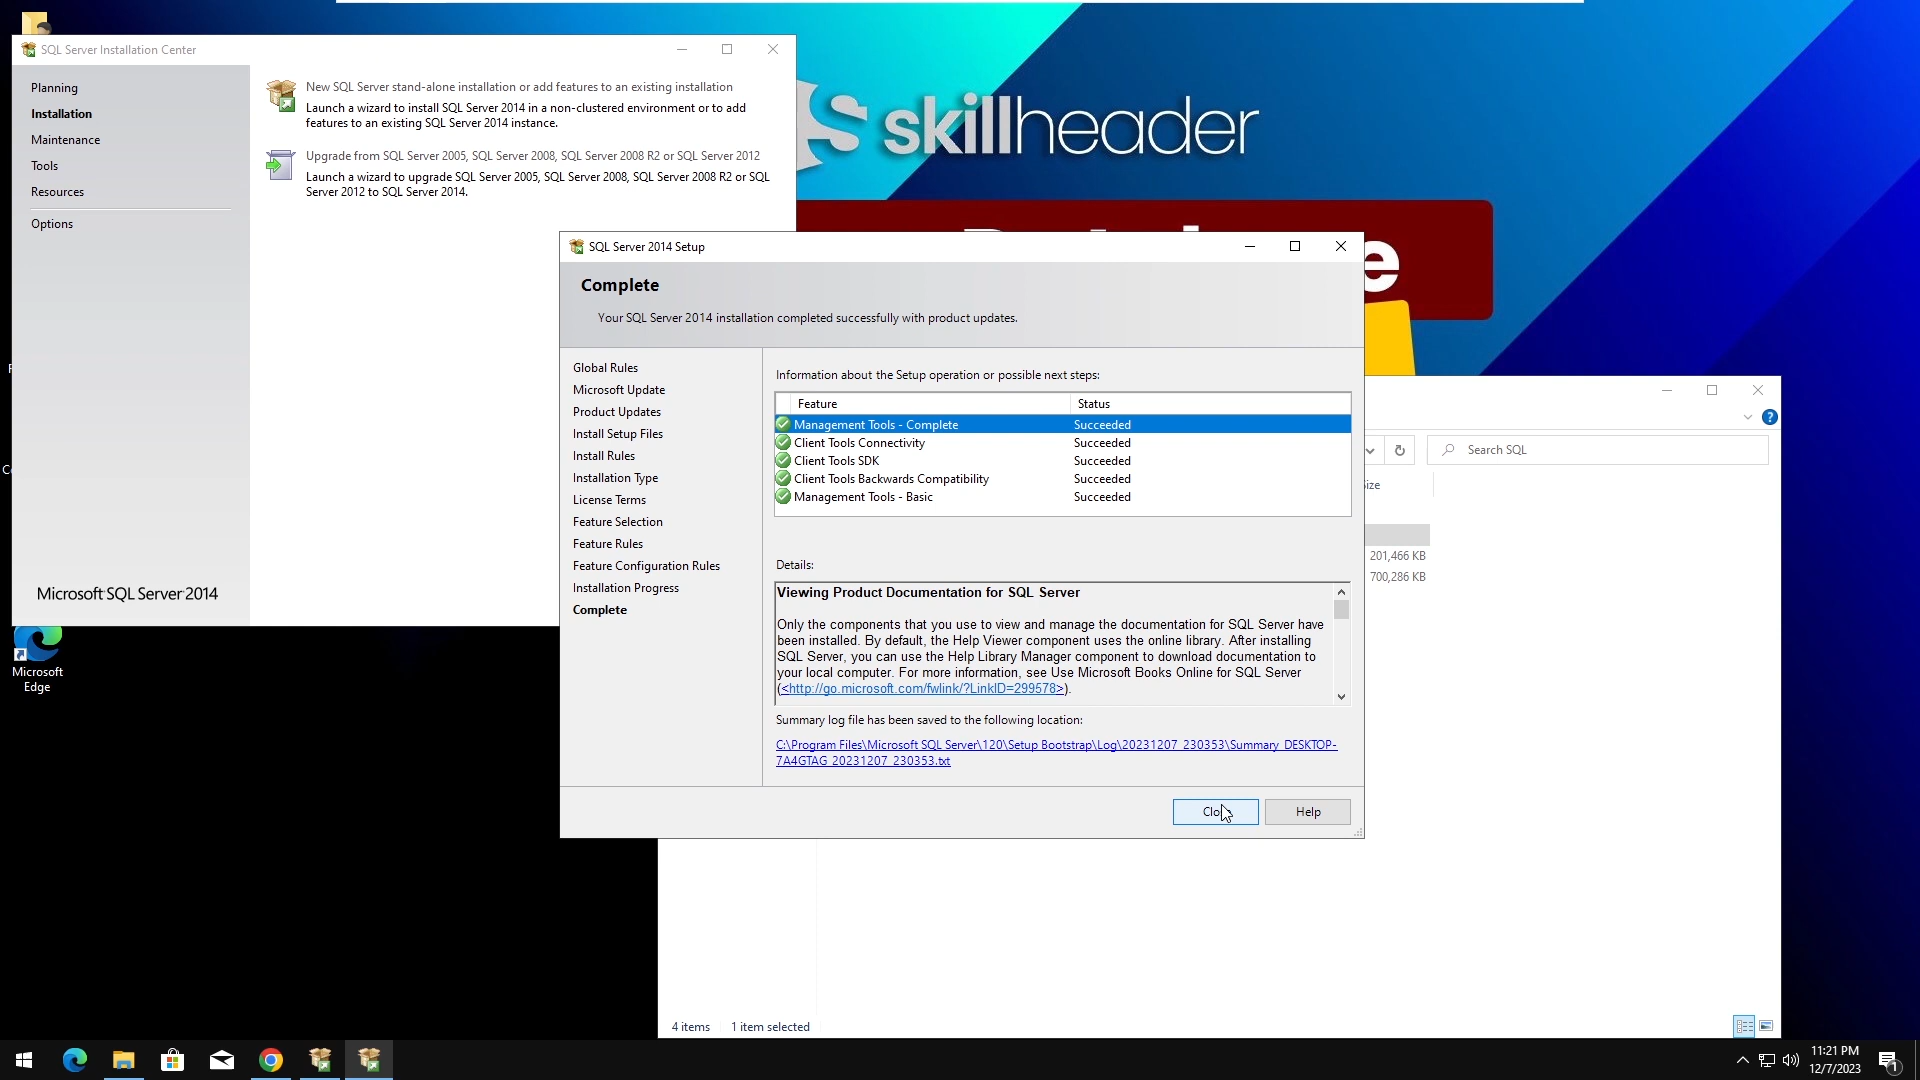 SQL Server Installation Center
Planning
Installation
Maintenance
Tools
Resources
Options
Microsoft SQL Server 2014
New SQL Server stand-alone installation or add features to an existing installation
Launch a wizard to install SQL Server 2014 in a non-clustered environment or to add
features to an existing SQL Server 2014 instance.
Upgrade from SQL Server 2005, SQL Server 2008, SQL Server 2008 R2 or SQL Server 2012
Launch a wizard to upgrade SQL Server 2005, SQL Server 2008, SQL Server 2008 R2 or SQL
Server 2012 to SQL Server 2014.
skillheader
SQL Server 2014 Setup
Complete
Your SQL Server 2014 installation completed successfully with product updates.
Global Rules
Microsoft Update
Product Updates
Install Setup Files
Install Rules
Installation Type
License Terms
Feature Selection
Feature Rules
Feature Configuration Rules
Installation Progress
Complete
Information about the Setup operation or possible next steps:
Feature Status
Management Tools - Complete Succeeded
Client Tools Connectivity Succeeded
Client Tools SDK Succeeded
Client Tools Backwards Compatibility Succeeded
Management Tools - Basic Succeeded
Details:
Viewing Product Documentation for SQL Server
Only the components that you use to view and manage the documentation for SQL Server have
been installed. By default, the Help Viewer component uses the online library. After installing
SQL Server, you can use the Help Library Manager component to download documentation to
your local computer. For more information, see Use Microsoft Books Online for SQL Server
(<http://go.microsoft.com/fwlink/?LinkID=299578>).
Summary log file has been saved to the following location:
C:\Program Files\Microsoft SQL Server\120\Setup Bootstrap\Log\20231207_230353\Summary_DESKTOP-
7A4GTAG_20231207_230353.txt
Help
Search SQL
201,466 KB
700,286 KB
4 items 1 item selected
Microsoft
Edge
11:21 PM
12/7/2023
1